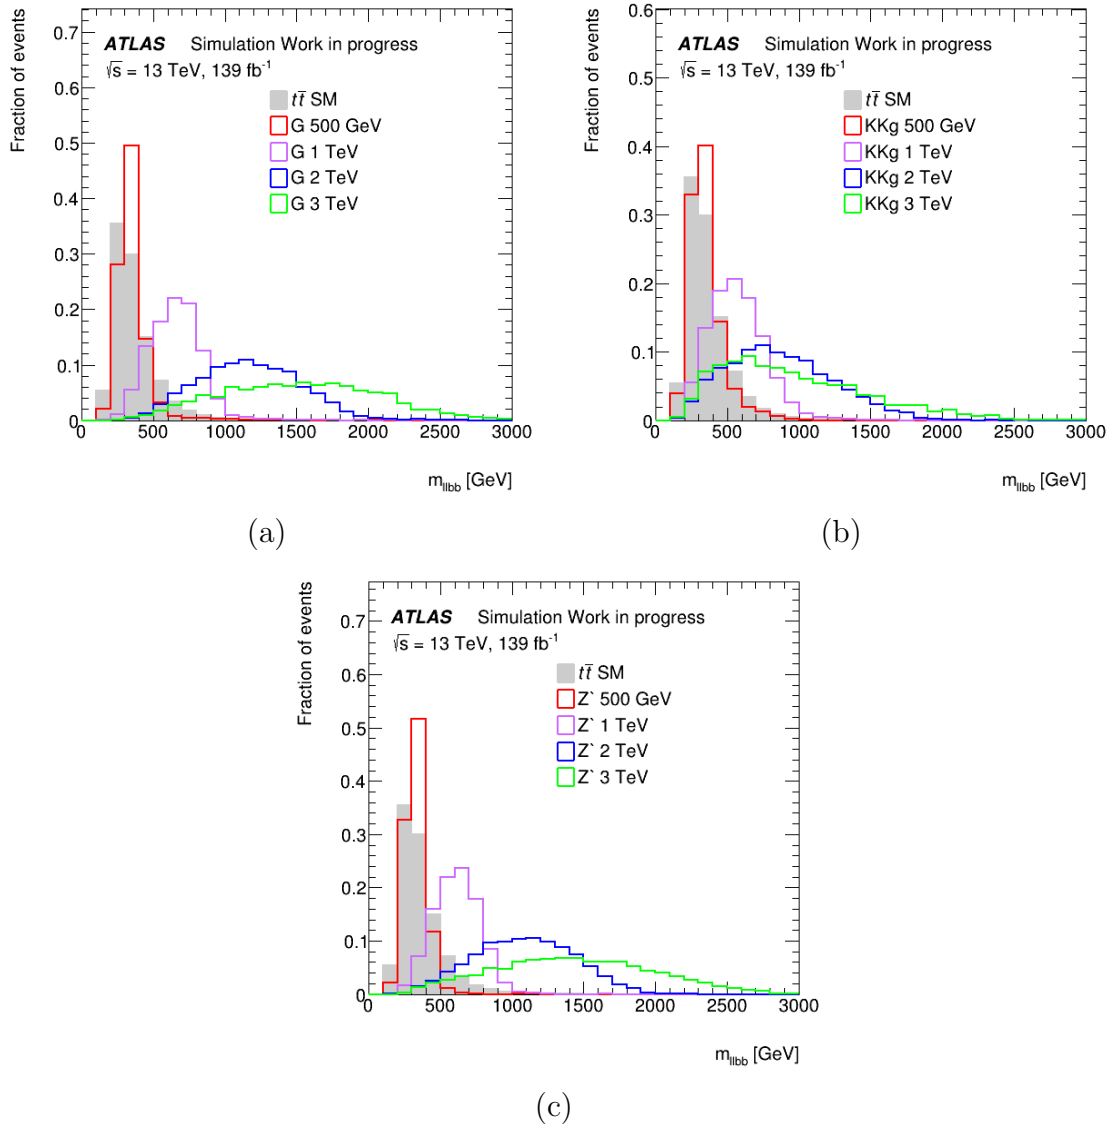 Fraction of events
ATLAS Simulation Work in progress
√s = 13 TeV, 139 fb⁻¹
tt̄ SM
G 500 GeV
G 1 TeV
G 2 TeV
G 3 TeV
0.7
0.6
0.5
0.4
0.3
0.2
0.1
0
0 500 1000 1500 2000 2500 3000
m_llbb [GeV]
(a)
Fraction of events
ATLAS Simulation Work in progress
√s = 13 TeV, 139 fb⁻¹
tt̄ SM
KKg 500 GeV
KKg 1 TeV
KKg 2 TeV
KKg 3 TeV
0.6
0.5
0.4
0.3
0.2
0.1
0
0 500 1000 1500 2000 2500 3000
m_llbb [GeV]
(b)
Fraction of events
ATLAS Simulation Work in progress
√s = 13 TeV, 139 fb⁻¹
tt̄ SM
Z` 500 GeV
Z` 1 TeV
Z` 2 TeV
Z` 3 TeV
0.7
0.6
0.5
0.4
0.3
0.2
0.1
0
0 500 1000 1500 2000 2500 3000
m_llbb [GeV]
(c)